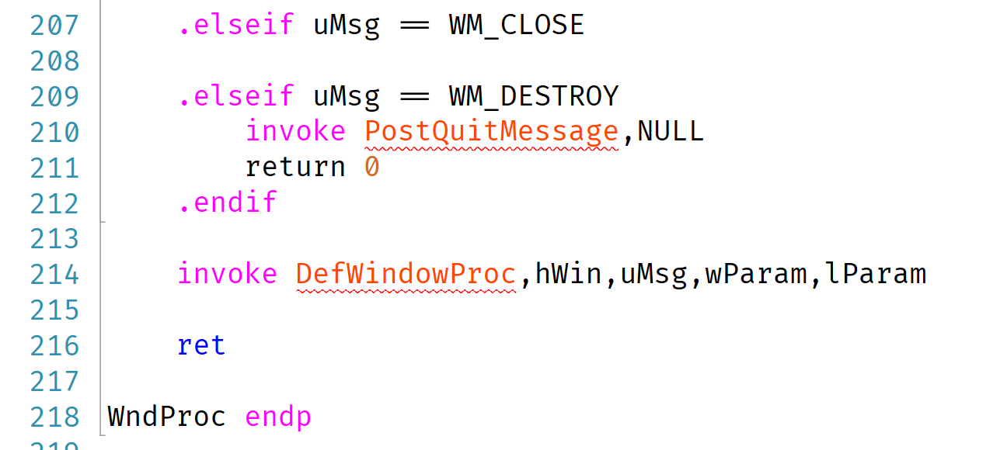 207 .elseif uMsg == WM_CLOSE
208
209 .elseif uMsg == WM_DESTROY
210 invoke PostQuitMessage,NULL
211 return 0
212 .endif
213
214 invoke DefWindowProc,hWin,uMsg,wParam,lParam
215
216 ret
217
218 WndProc endp
219